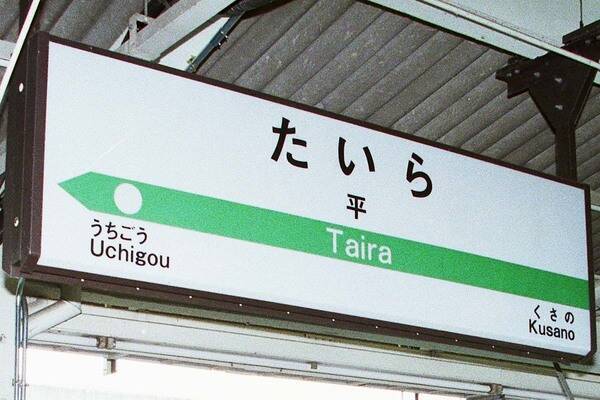 たいら
平
Taira
うちごう
Uchigou
くさの
Kusano